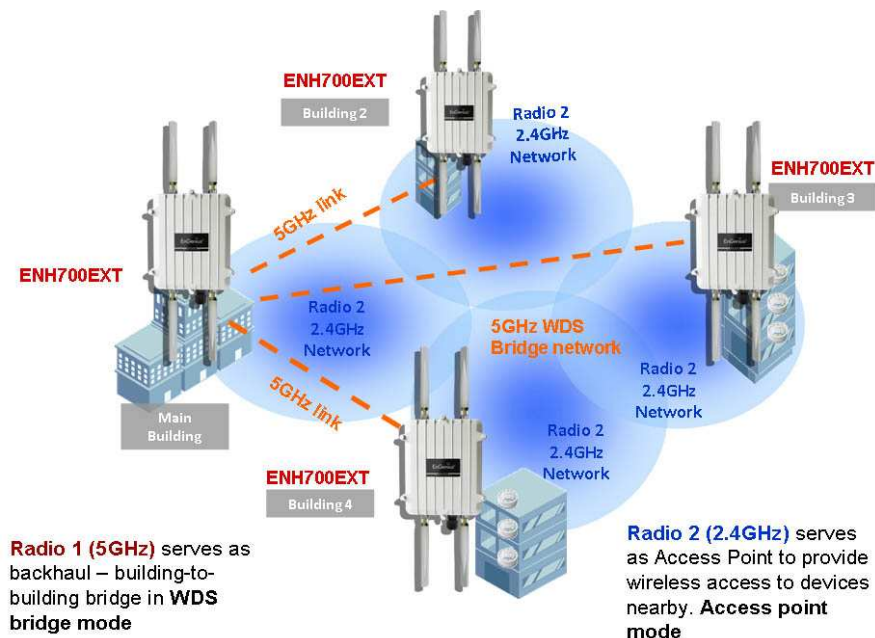 ENH700EXT
Building 2
Radio 2
2.4GHz
Network
ENH700EXT
Building 3
5GHz link
ENH700EXT
Radio 2
2.4GHz
Network
5GHz WDS
Bridge network
Radio 2
2.4GHz
Network
5GHz link
Main
Building
Radio 2
2.4GHz
Network
ENH700EXT
Building 4
Radio 1 (5GHz) serves as
backhaul – building-to-
building bridge in WDS
bridge mode
Radio 2 (2.4GHz) serves
as Access Point to provide
wireless access to devices
nearby. Access point
mode